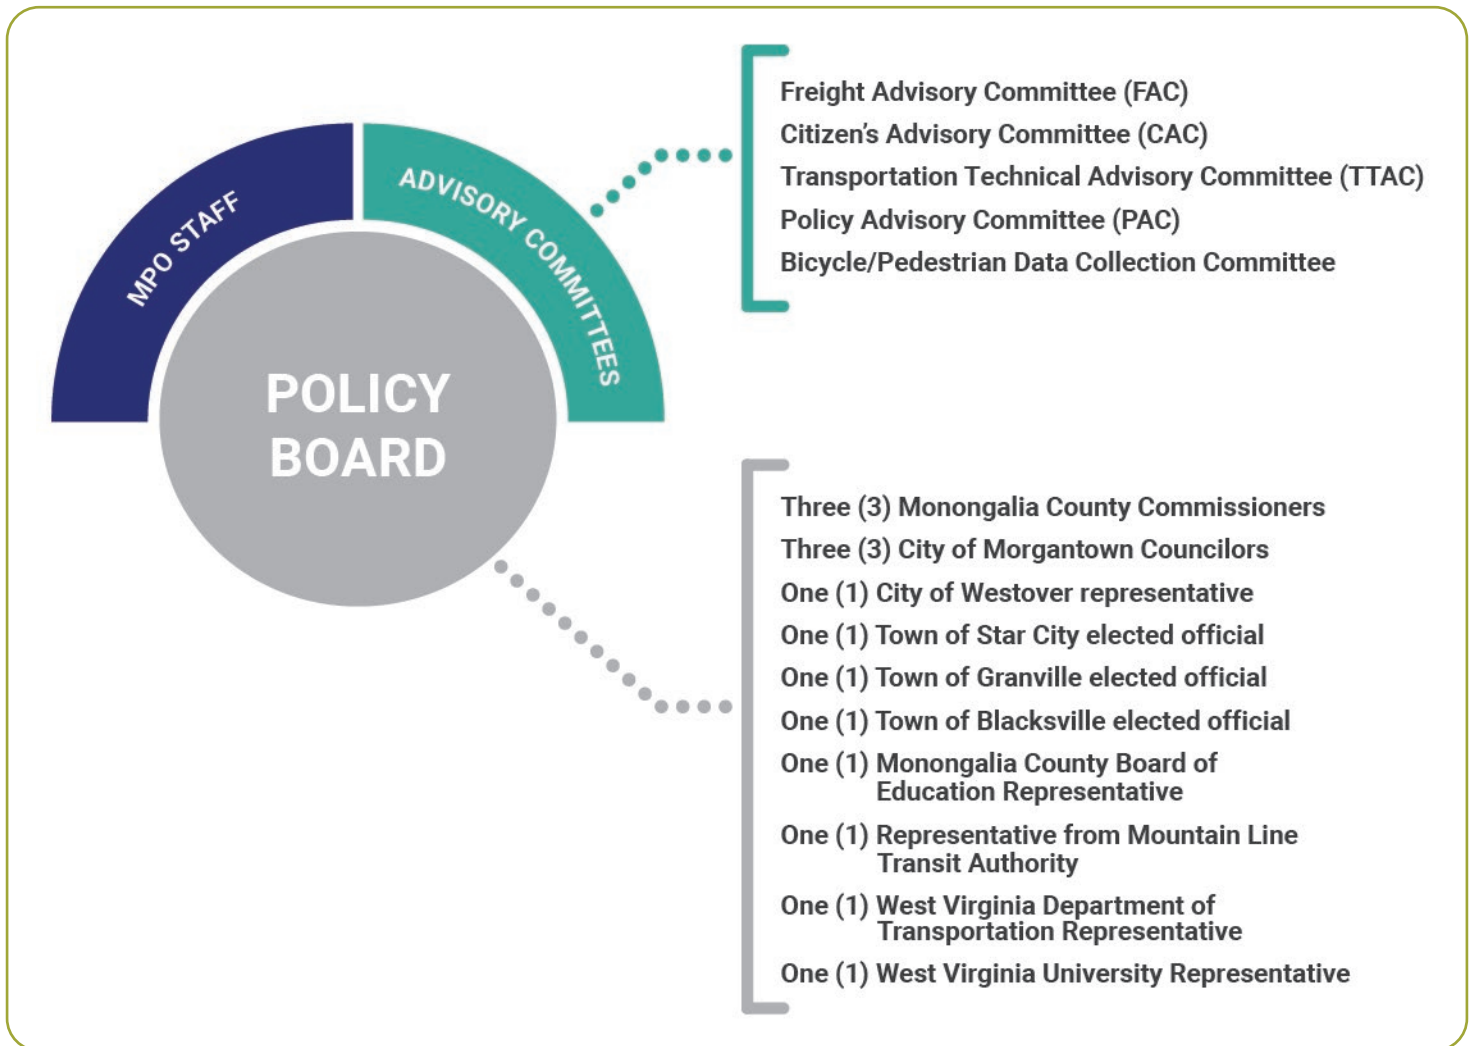 MPO STAFF
ADVISORY COMMITTEES
POLICY
BOARD
Freight Advisory Committee (FAC)
Citizen's Advisory Committee (CAC)
Transportation Technical Advisory Committee (TTAC)
Policy Advisory Committee (PAC)
Bicycle/Pedestrian Data Collection Committee
Three (3) Monongalia County Commissioners
Three (3) City of Morgantown Councilors
One (1) City of Westover representative
One (1) Town of Star City elected official
One (1) Town of Granville elected official
One (1) Town of Blacksville elected official
One (1) Monongalia County Board of
Education Representative
One (1) Representative from Mountain Line
Transit Authority
One (1) West Virginia Department of
Transportation Representative
One (1) West Virginia University Representative